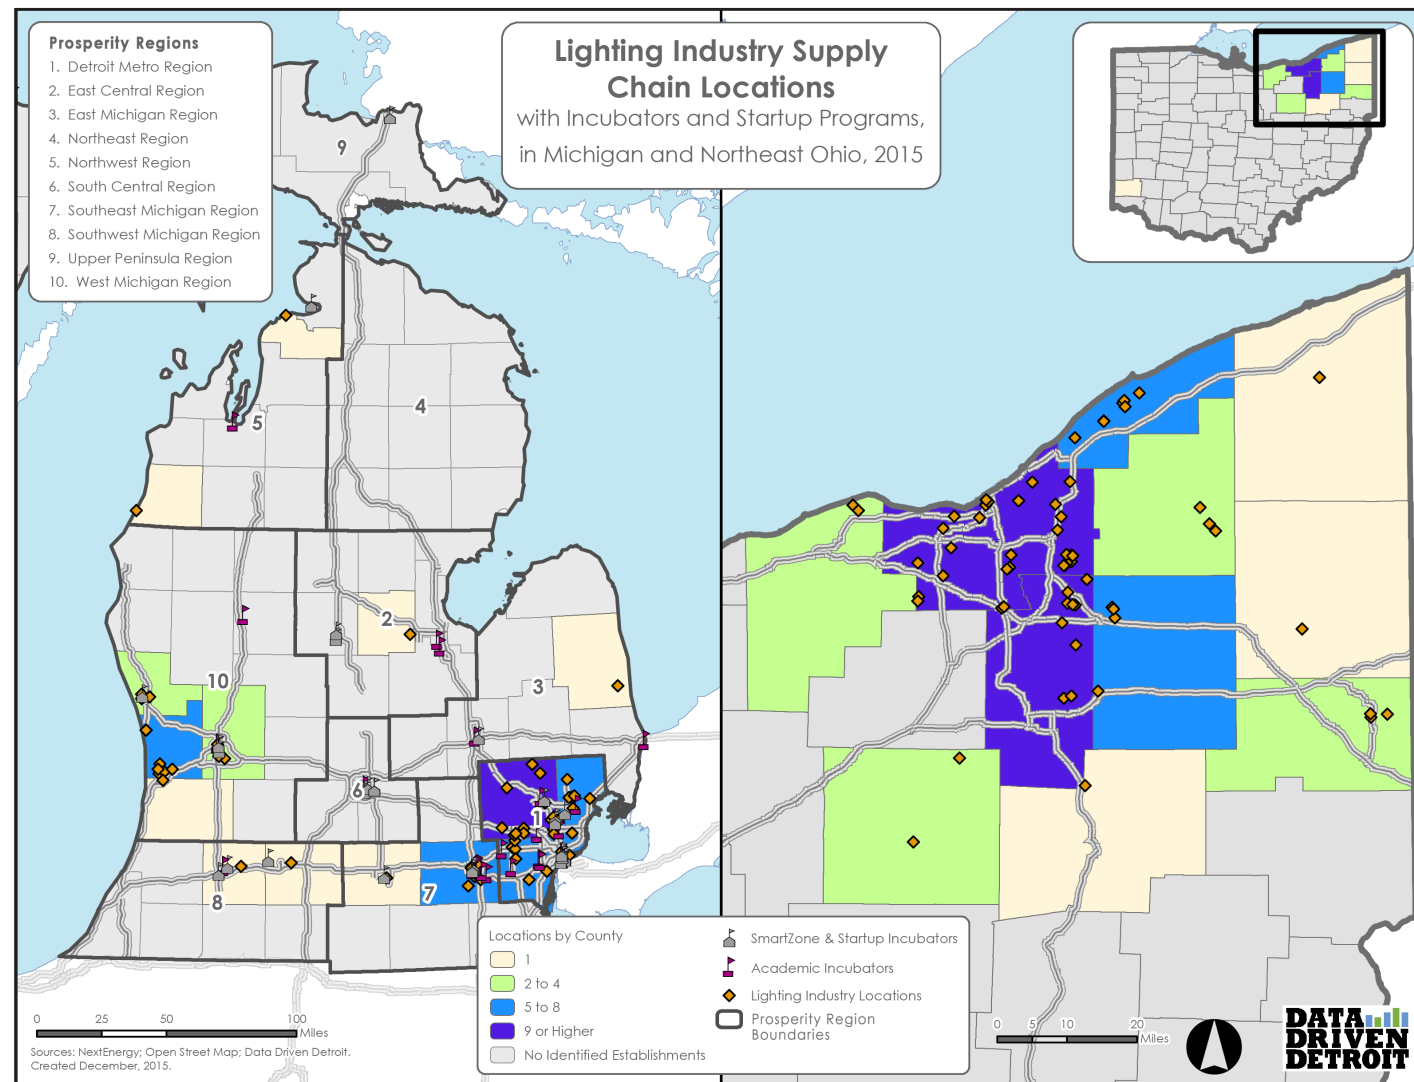 Prosperity Regions
1. Detroit Metro Region
2. East Central Region
3. East Michigan Region
4. Northeast Region
5. Northwest Region
6. South Central Region
7. Southeast Michigan Region
8. Southwest Michigan Region
9. Upper Peninsula Region
10. West Michigan Region
Lighting Industry Supply
Chain Locations
with Incubators and Startup Programs,
in Michigan and Northeast Ohio, 2015
9
4
5
2
3
10
6
1
7
8
Locations by County
1
2 to 4
5 to 8
9 or Higher
No Identified Establishments
SmartZone & Startup Incubators
Academic Incubators
Lighting Industry Locations
Prosperity Region
Boundaries
0 25 50 100
Miles
Sources: NextEnergy; Open Street Map; Data Driven Detroit.
Created December, 2015.
0 5 10 20
Miles
DATA
DRIVEN
DETROIT